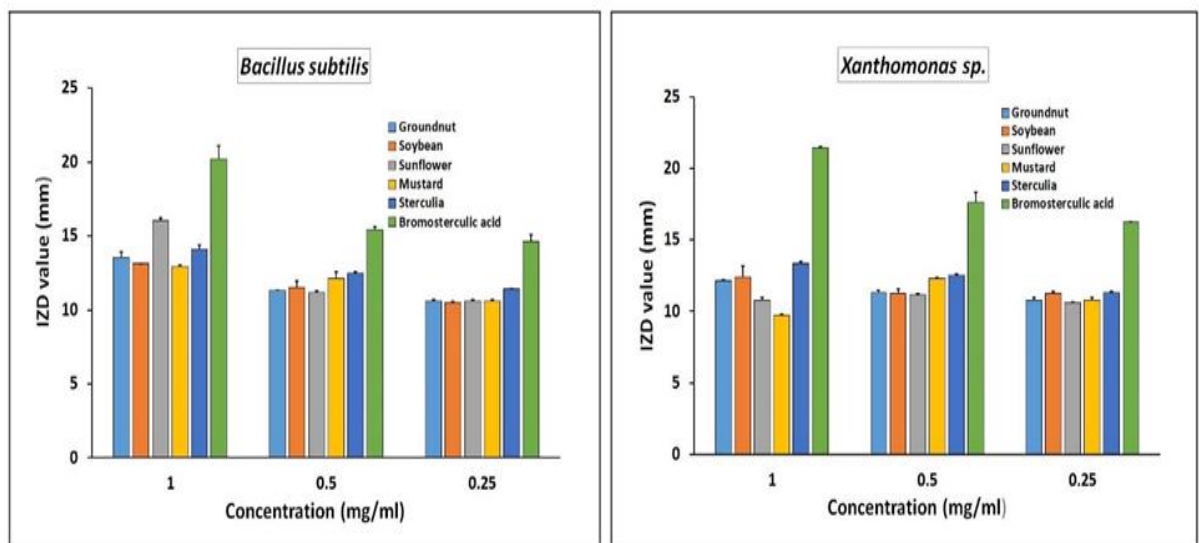 Bacillus subtilis
IZD value (mm)
25
20
15
10
5
0
Groundnut
Soybean
Sunflower
Mustard
Sterculia
Bromosterculic acid
1
0.5
0.25
Concentration (mg/ml)
Xanthomonas sp.
IZD value (mm)
25
20
15
10
5
0
Groundnut
Soybean
Sunflower
Mustard
Sterculia
Bromosterculic acid
1
0.5
0.25
Concentration (mg/ml)